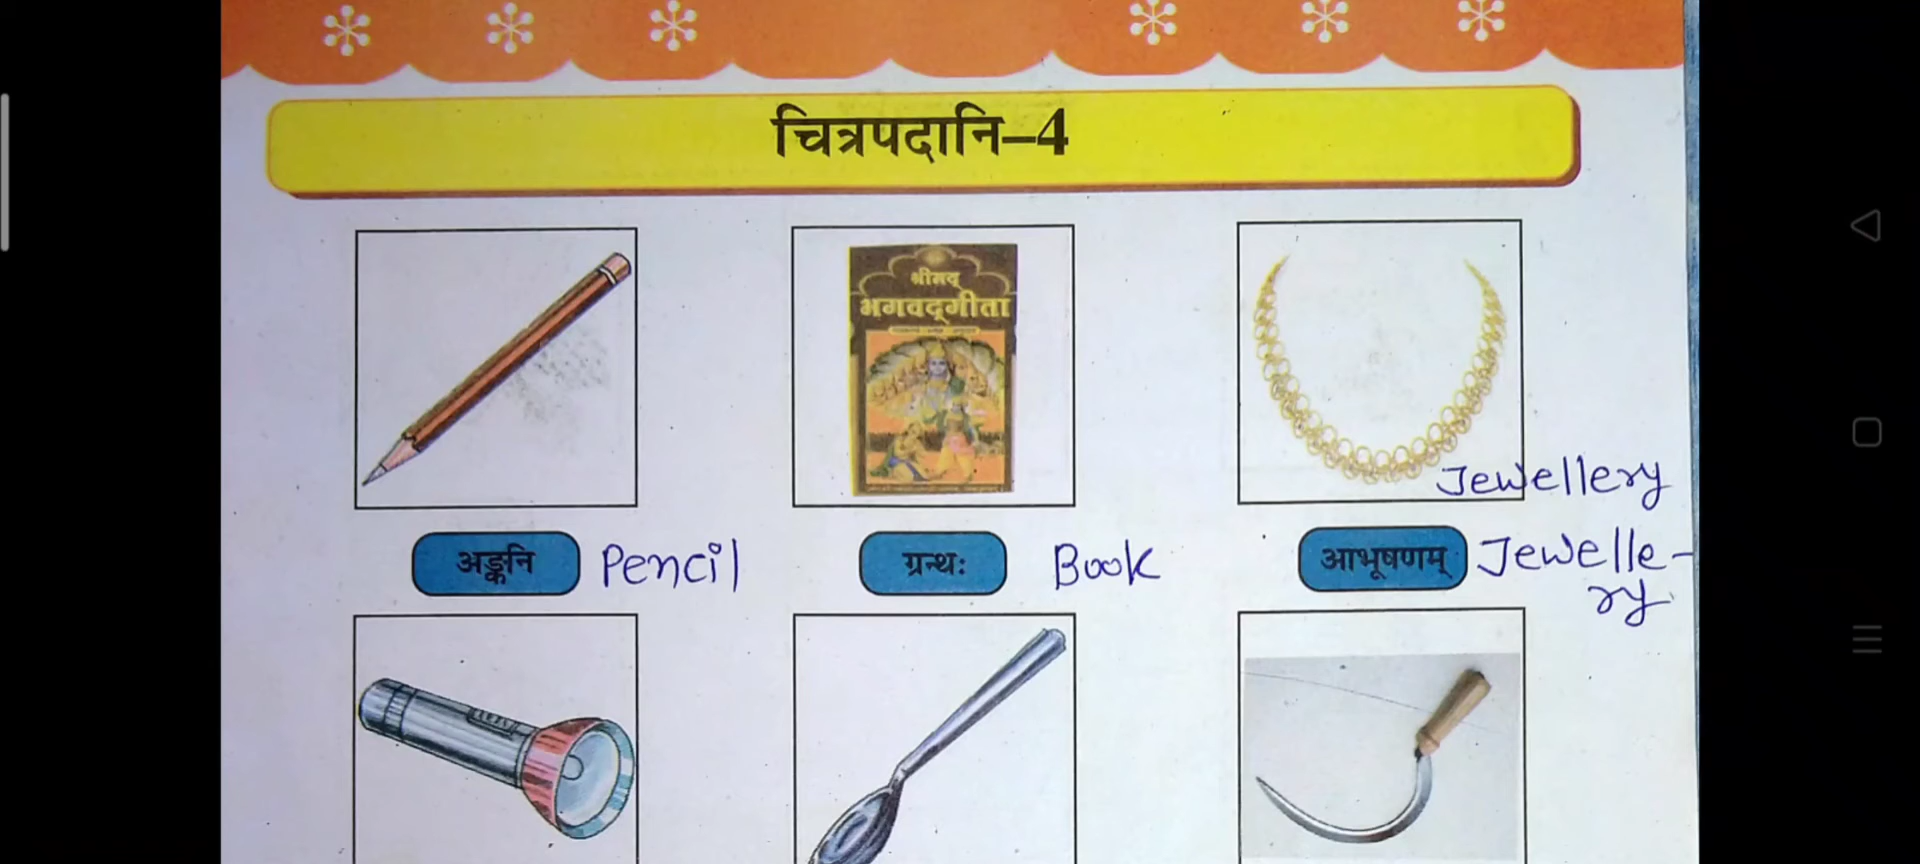 चित्रपदानि–4
श्रीमद्
भगवद्गीता
Jewellery
अङ्कनि Pencil
ग्रन्थः Book
आभूषणम् Jewelle-
ry